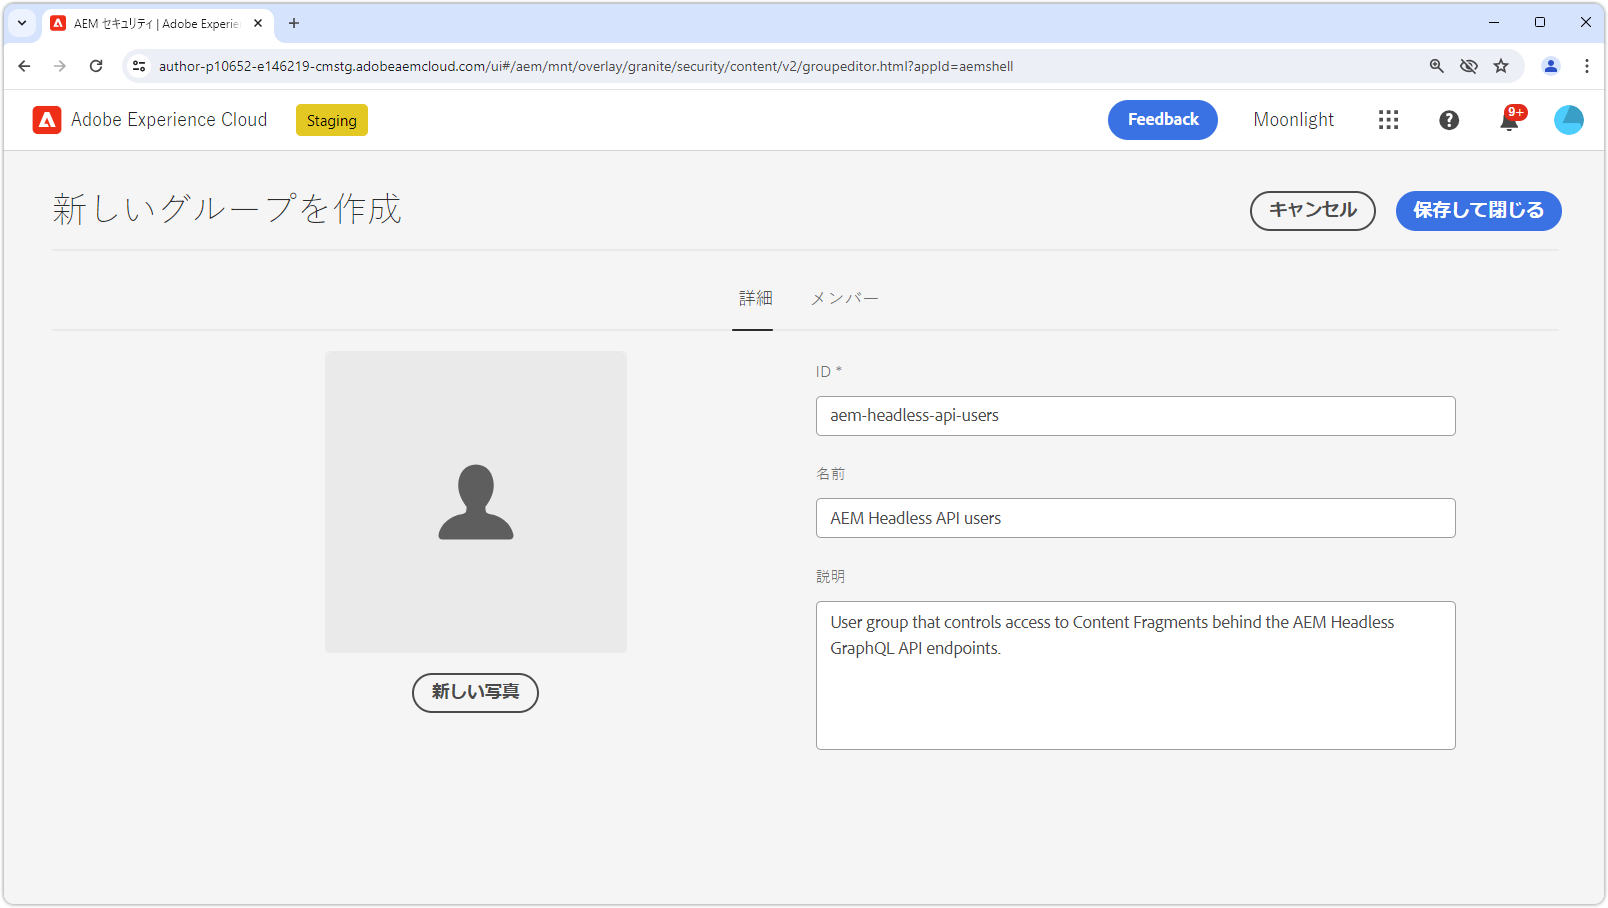 AEM セキュリティ | Adobe Experie
author-p10652-e146219-cmstg.adobeaemcloud.com/ui#/aem/mnt/overlay/granite/security/content/v2/groupeditor.html?appId=aemshell
Adobe Experience Cloud
Staging
Feedback
Moonlight
9+
新しいグループを作成
キャンセル
保存して閉じる
詳細
メンバー
ID *
aem-headless-api-users
名前
AEM Headless API users
説明
User group that controls access to Content Fragments behind the AEM Headless
GraphQL API endpoints.
新しい写真